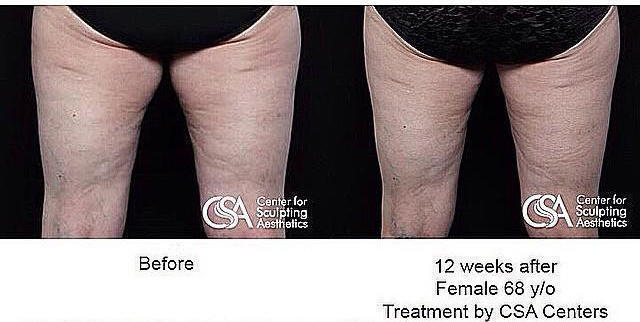 CSA Center for
Sculpting
Aesthetics
CSA Center for
Sculpting
Aesthetics
Before
12 weeks after
Female 68 y/o
Treatment by CSA Centers